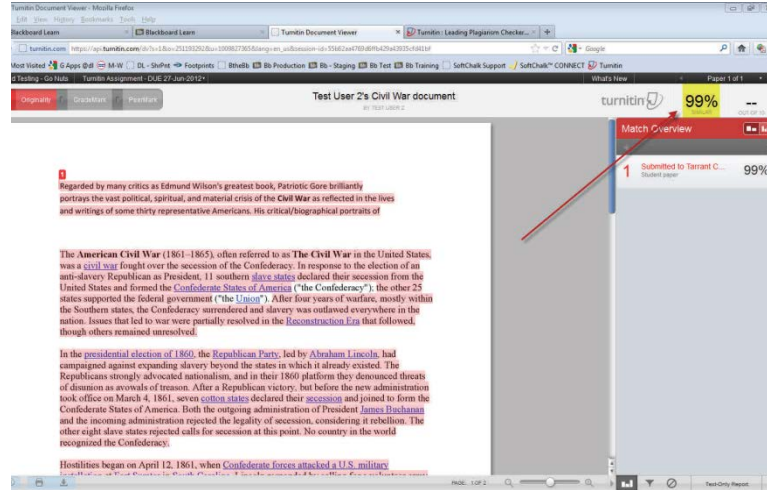 Turnitin Document Viewer - Mozilla Firefox
File Edit View History Bookmarks Tools Help
Blackboard Learn Blackboard Learn Turnitin Document Viewer Turnitin : Leading Plagiarism Checker...
turnitin.com
Google
Most Visited G Apps @dl M-W DL - ShrPnt Footprints BtheBb Bb Production Bb - Staging Bb Test Bb Training SoftChalk Support SoftChalk™ CONNECT Turnitin
d Testing - Go Nuts Turnitin Assignment - DUE 27-Jun-2012 What's New Paper 1 of 1
Originality GradeMark PeerMark
Test User 2's Civil War document
BY TEST USER 2
turnitin
99%
SIMILAR
--
OUT OF 10
Match Overview
1 Submitted to Tarrant C... 99%
Student paper
1
Regarded by many critics as Edmund Wilson's greatest book, Patriotic Gore brilliantly
portrays the vast political, spiritual, and material crisis of the Civil War as reflected in the lives
and writings of some thirty representative Americans. His critical/biographical portraits of
The American Civil War (1861–1865), often referred to as The Civil War in the United States,
was a civil war fought over the secession of the Confederacy. In response to the election of an
anti-slavery Republican as President, 11 southern slave states declared their secession from the
United States and formed the Confederate States of America ("the Confederacy"); the other 25
states supported the federal government ("the Union"). After four years of warfare, mostly within
the Southern states, the Confederacy surrendered and slavery was outlawed everywhere in the
nation. Issues that led to war were partially resolved in the Reconstruction Era that followed,
though others remained unresolved.
In the presidential election of 1860, the Republican Party, led by Abraham Lincoln, had
campaigned against expanding slavery beyond the states in which it already existed. The
Republicans strongly advocated nationalism, and in their 1860 platform they denounced threats
of disunion as avowals of treason. After a Republican victory, but before the new administration
took office on March 4, 1861, seven cotton states declared their secession and joined to form the
Confederate States of America. Both the outgoing administration of President James Buchanan
and the incoming administration rejected the legality of secession, considering it rebellion. The
other eight slave states rejected calls for secession at this point. No country in the world
recognized the Confederacy.
Hostilities began on April 12, 1861, when Confederate forces attacked a U.S. military
PAGE: 1 OF 2
Text-Only Report